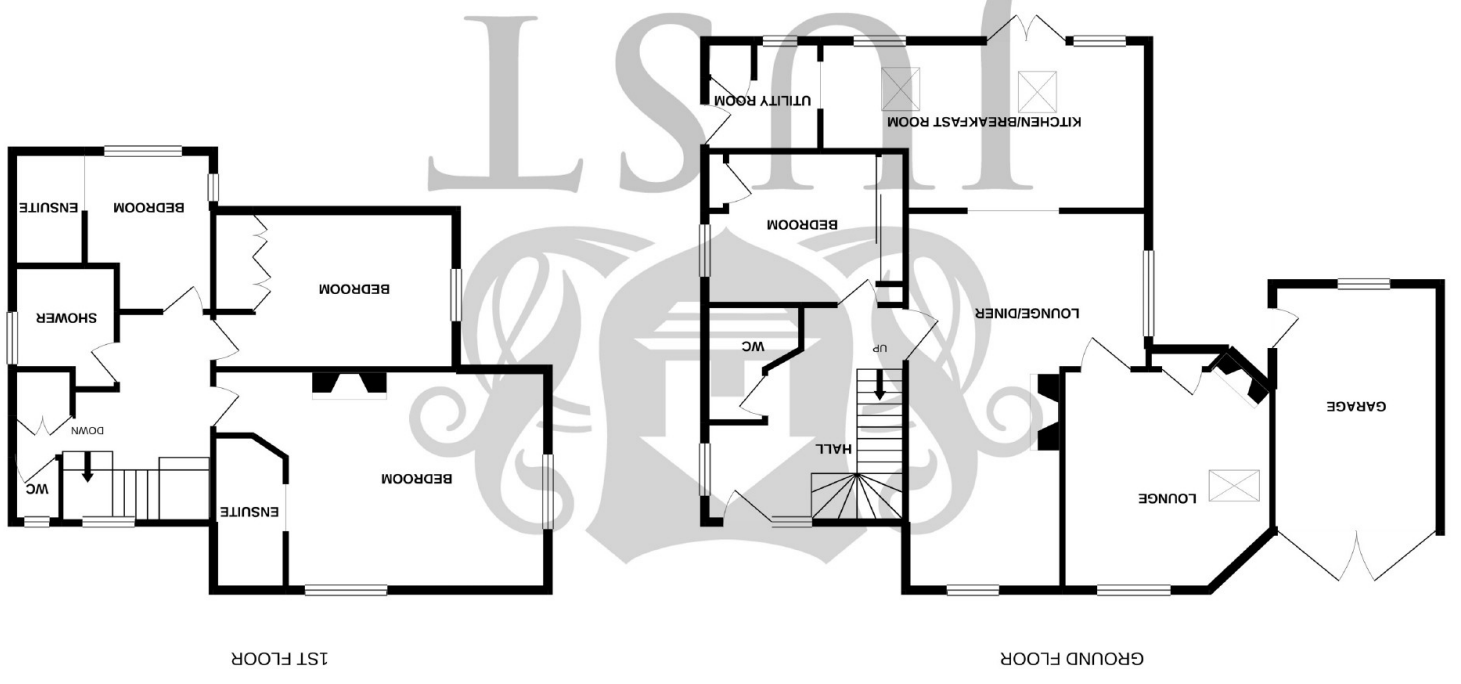 GROUND FLOOR
1ST FLOOR
LOUNGE
GARAGE
HALL
WC
UP
LOUNGE/DINER
BEDROOM
KITCHEN/BREAKFAST ROOM
UTILITY ROOM
BEDROOM
ENSUITE
WC
DOWN
BEDROOM
SHOWER
BEDROOM
ENSUITE
JUST